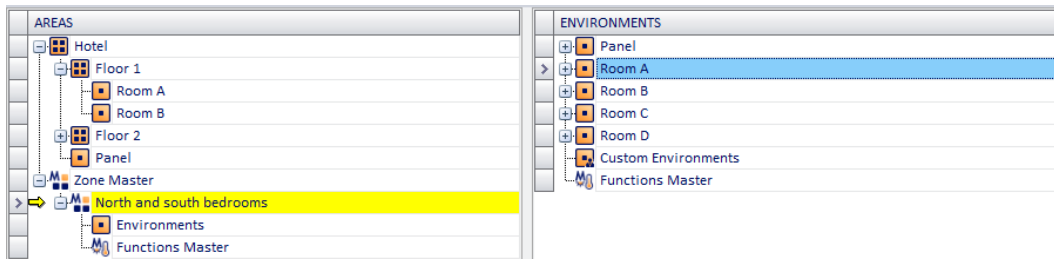 AREAS
Hotel
Floor 1
Room A
Room B
Floor 2
Panel
Zone Master
North and south bedrooms
Environments
Functions Master
ENVIRONMENTS
Panel
Room A
Room B
Room C
Room D
Custom Environments
Functions Master